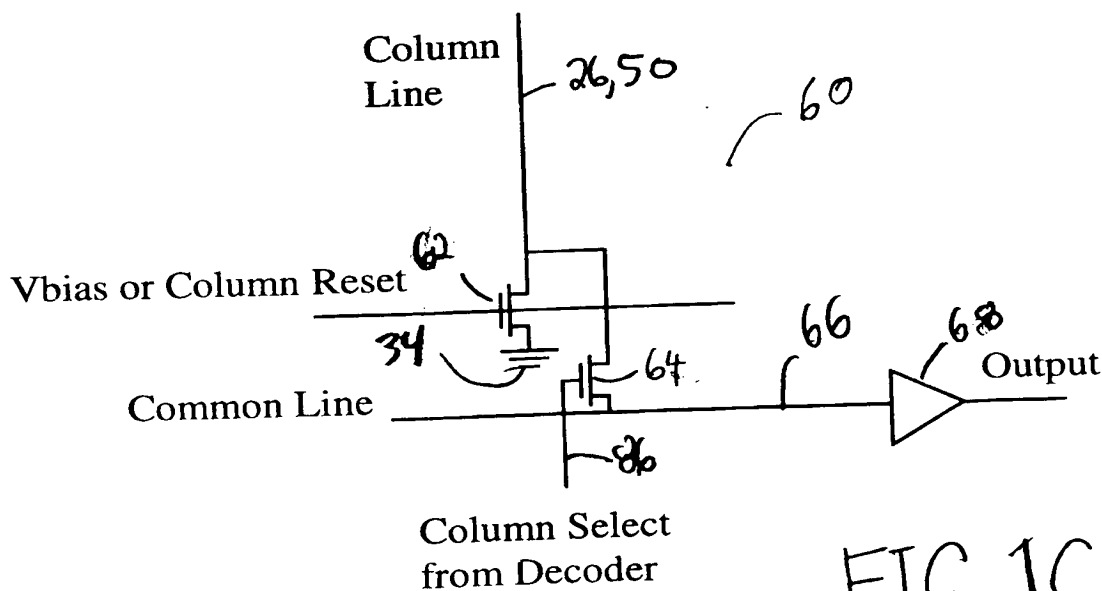 Column
Line
26,50
60
62
Vbias or Column Reset
34
64
66
68
Output
Common Line
Column Select
from Decoder
FIG 1C